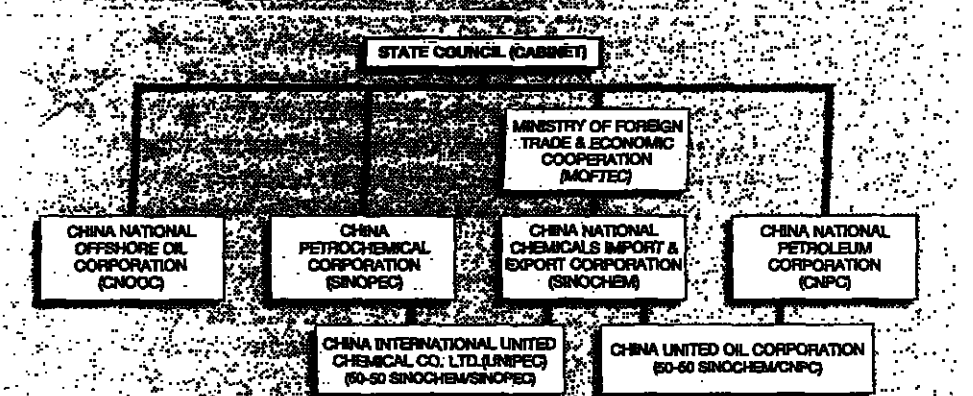 STATE COUNCIL (CABINET)
MINISTRY OF FOREIGN
TRADE & ECONOMIC
COOPERATION
(MOFTEC)
CHINA NATIONAL
OFFSHORE OIL
CORPORATION
(CNOOC)
CHINA
PETROCHEMICAL
CORPORATION
(SINOPEC)
CHINA NATIONAL
CHEMICALS IMPORT &
EXPORT CORPORATION
(SINOCHEM)
CHINA NATIONAL
PETROLEUM
CORPORATION
(CNPC)
CHINA INTERNATIONAL UNITED
CHEMICAL CO. LTD.(UNIPEC)
(50-50 SINOCHEM/SINOPEC)
CHINA UNITED OIL CORPORATION
(50-50 SINOCHEM/CNPC)